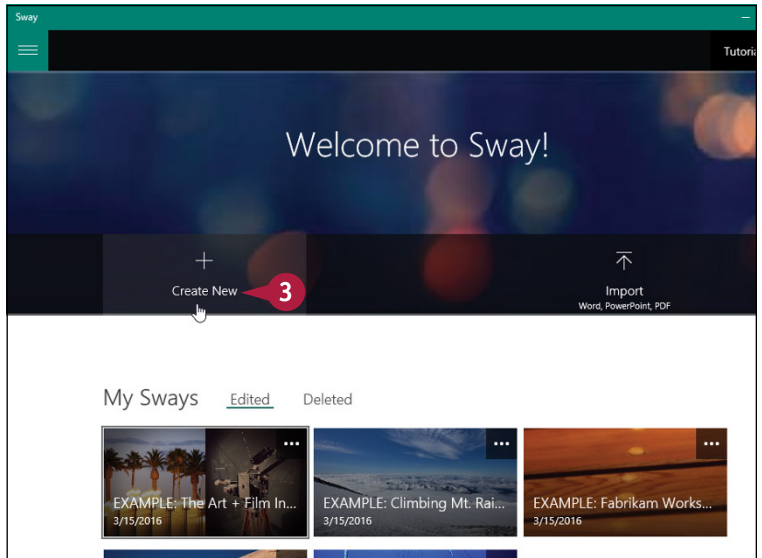 Sway
Tutoria
Welcome to Sway!
Create New
3
Import
Word, PowerPoint, PDF
My Sways Edited Deleted
EXAMPLE: The Art + Film In...
3/15/2016
EXAMPLE: Climbing Mt. Rai...
3/15/2016
EXAMPLE: Fabrikam Works...
3/15/2016